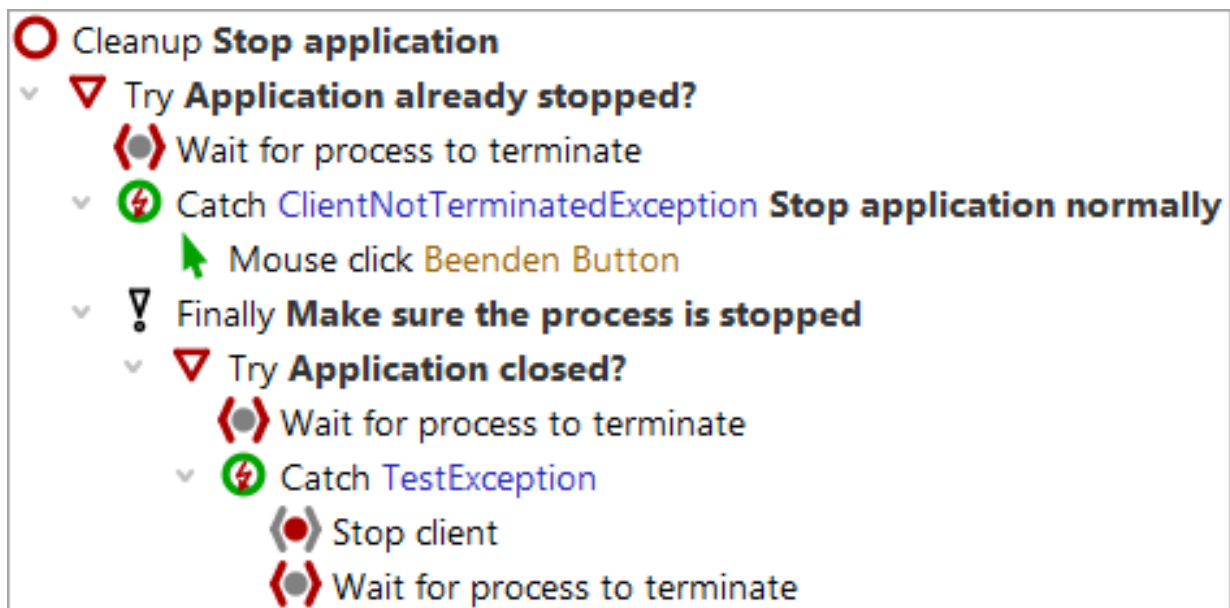 Cleanup Stop application
Try Application already stopped?
Wait for process to terminate
Catch ClientNotTerminatedException Stop application normally
Mouse click Beenden Button
Finally Make sure the process is stopped
Try Application closed?
Wait for process to terminate
Catch TestException
Stop client
Wait for process to terminate